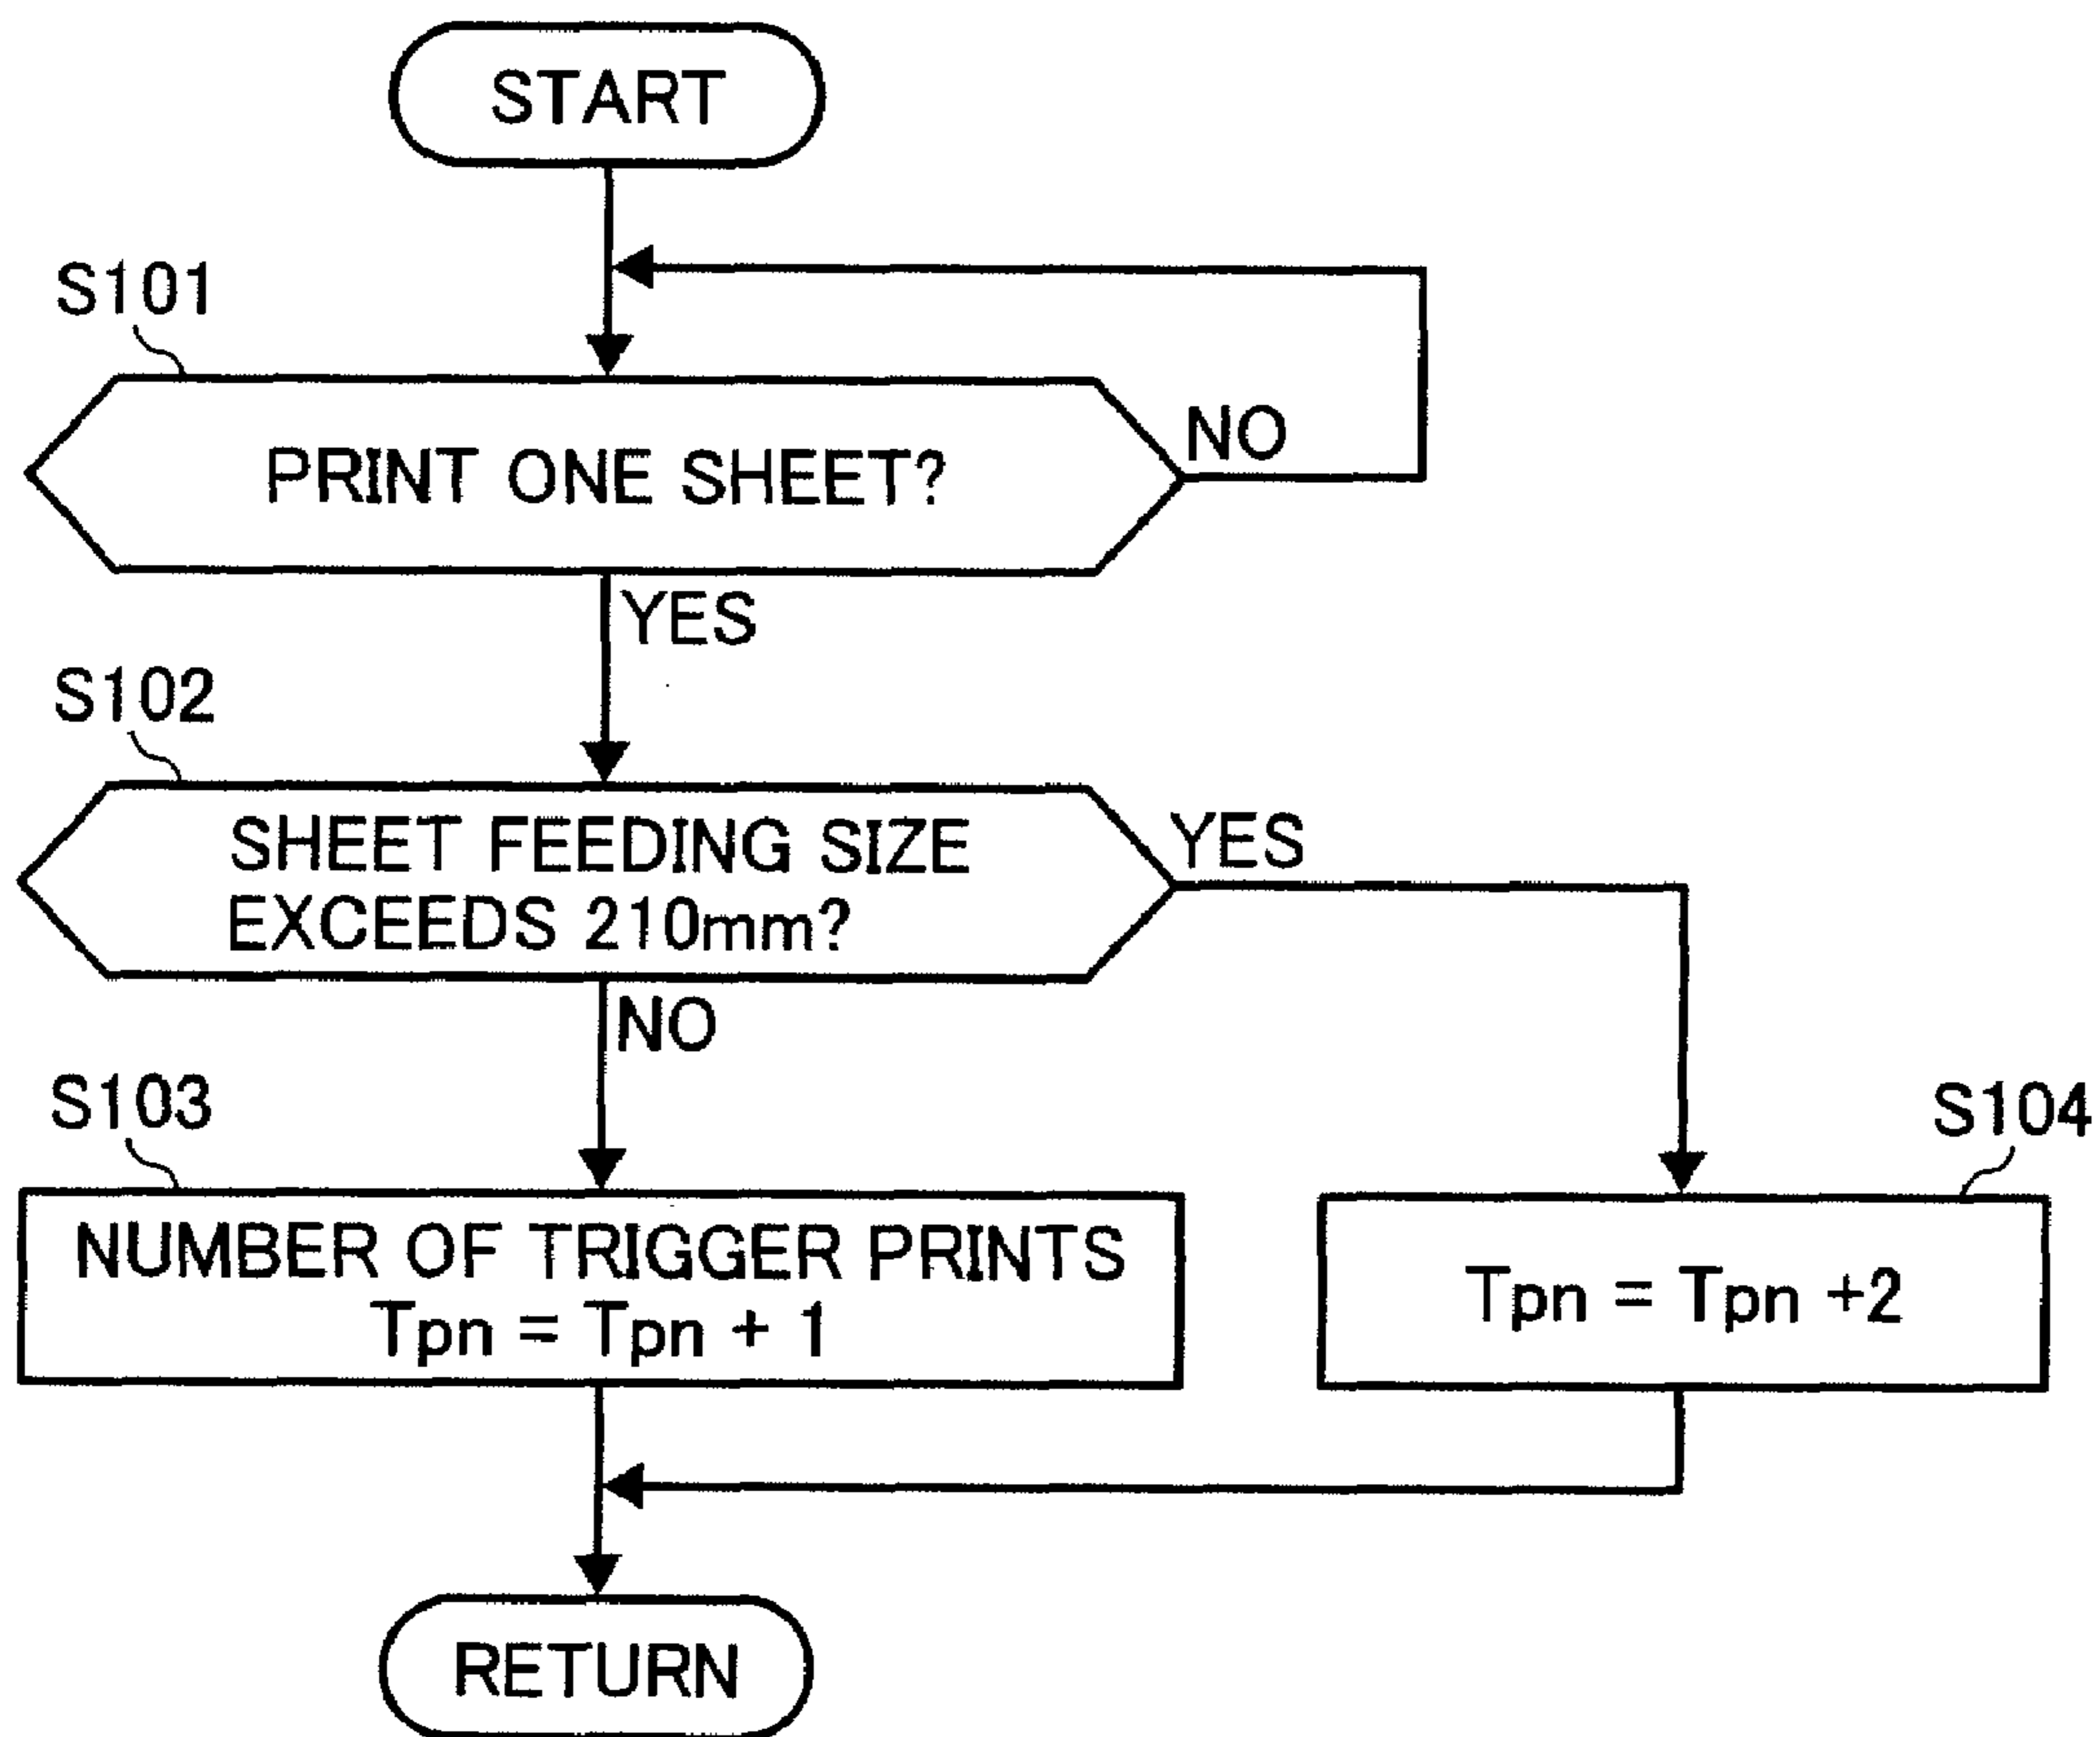 START
S101
NO
PRINT ONE SHEET?
YES
S102
YES
SHEET FEEDING SIZE
EXCEEDS 210mm?
NO
S103
S104
NUMBER OF TRIGGER PRINTS
Tpn = Tpn + 1
Tpn = Tpn +2
RETURN